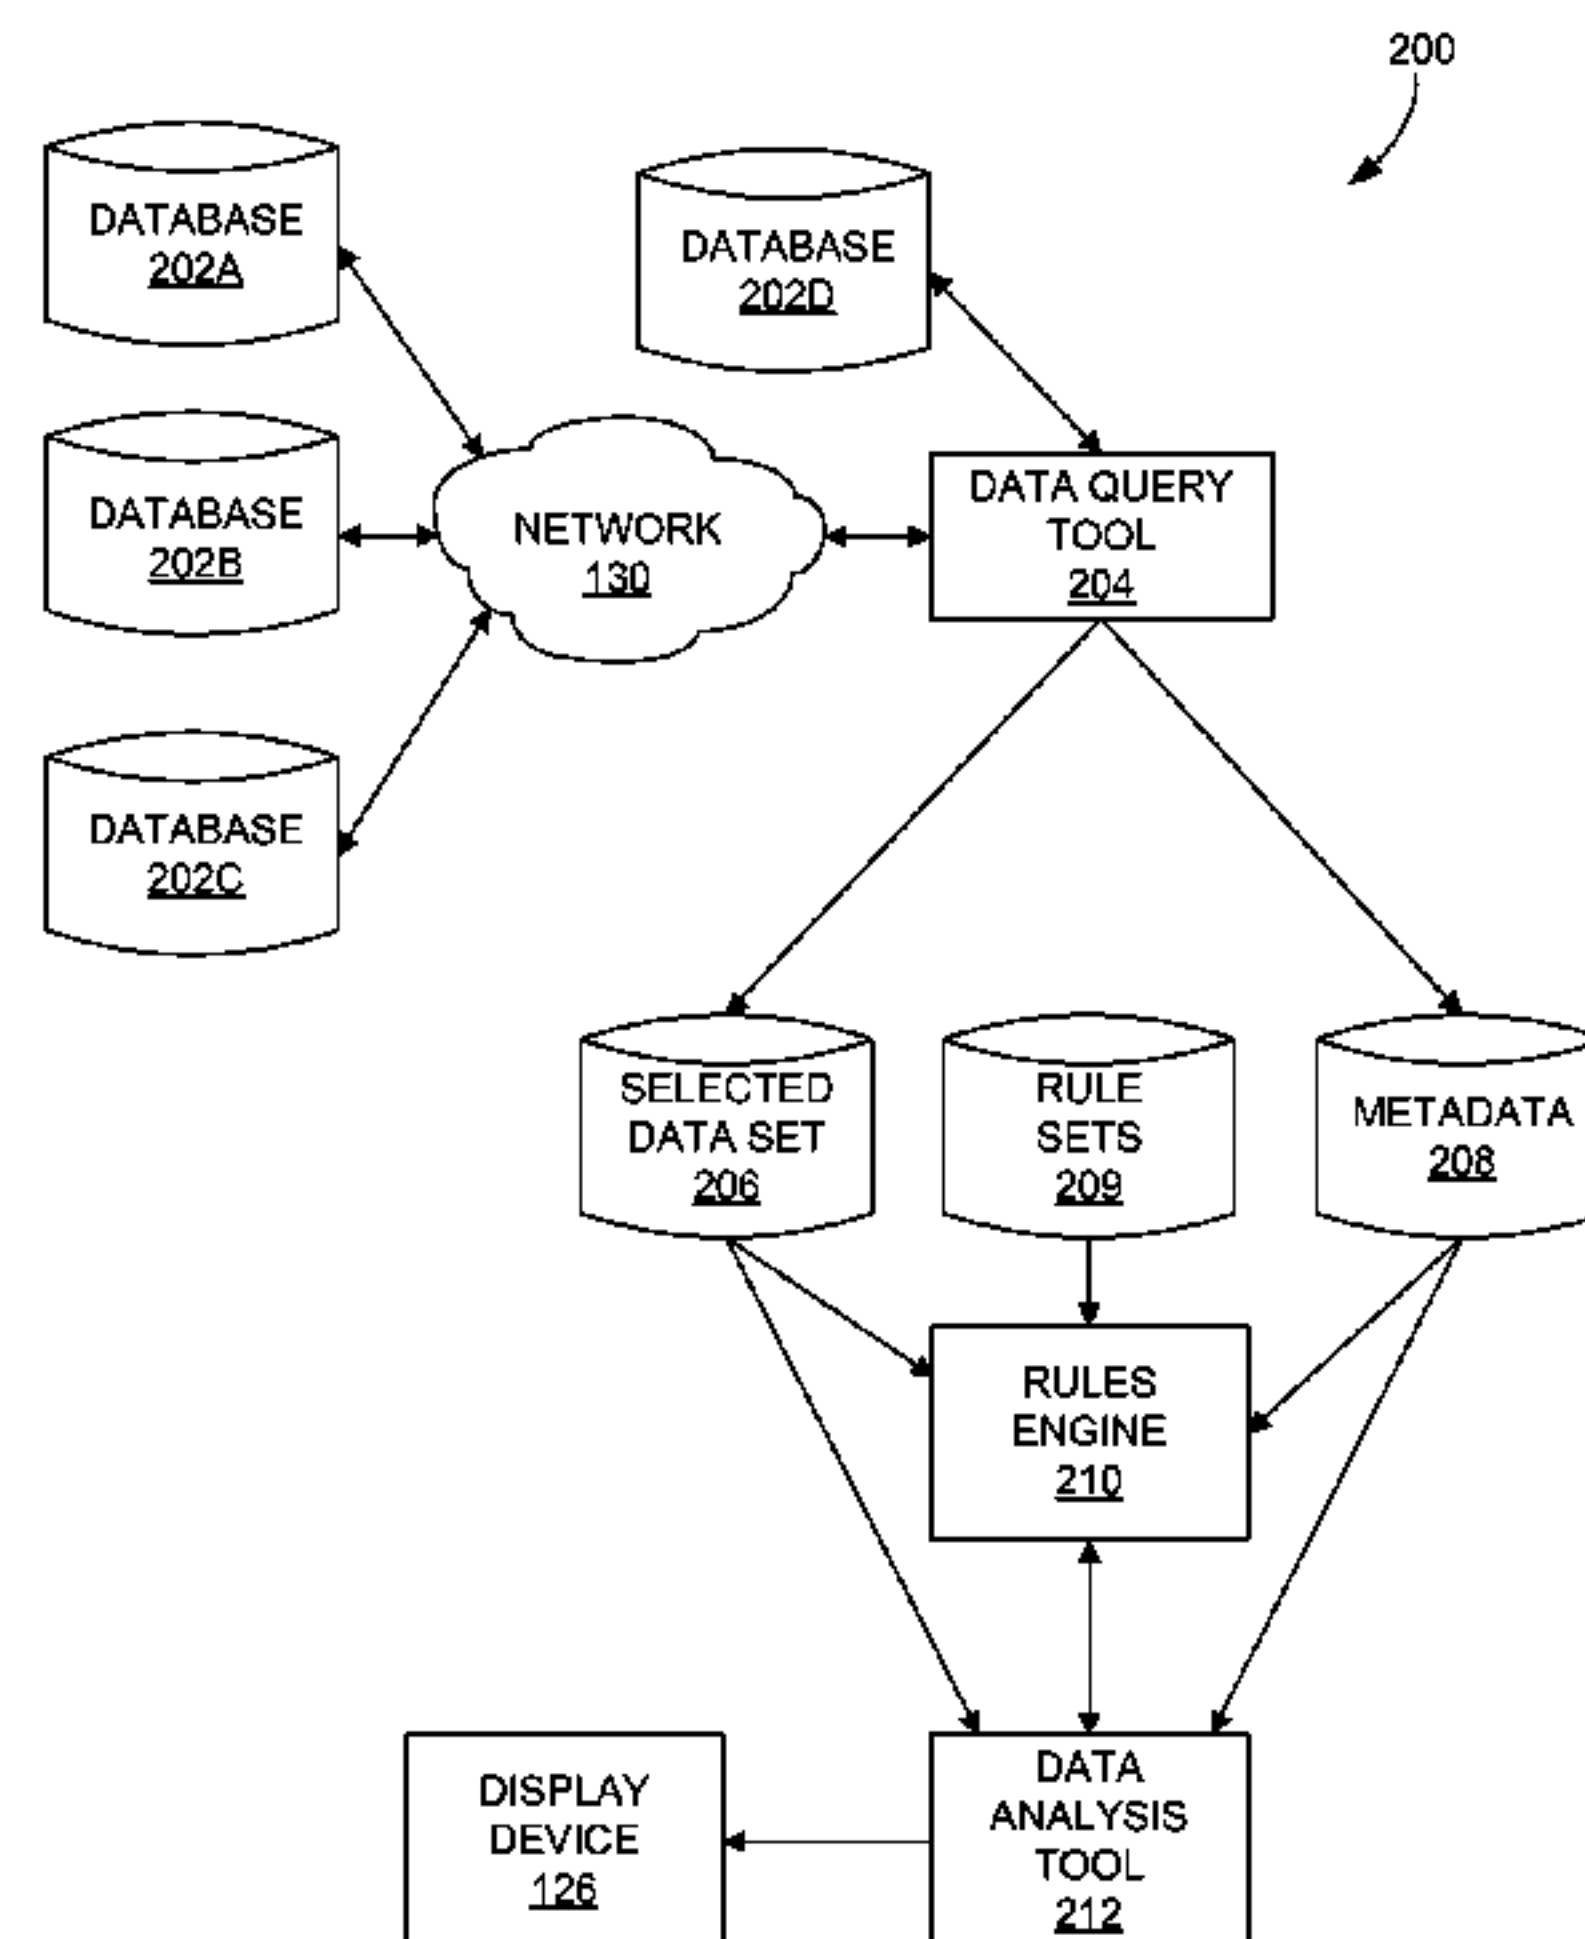 200
DATABASE
202A
DATABASE
202D
DATABASE
202B
NETWORK
130
DATA QUERY
TOOL
204
DATABASE
202C
SELECTED
DATA SET
206
RULE
SETS
209
METADATA
208
RULES
ENGINE
210
DISPLAY
DEVICE
126
DATA
ANALYSIS
TOOL
212